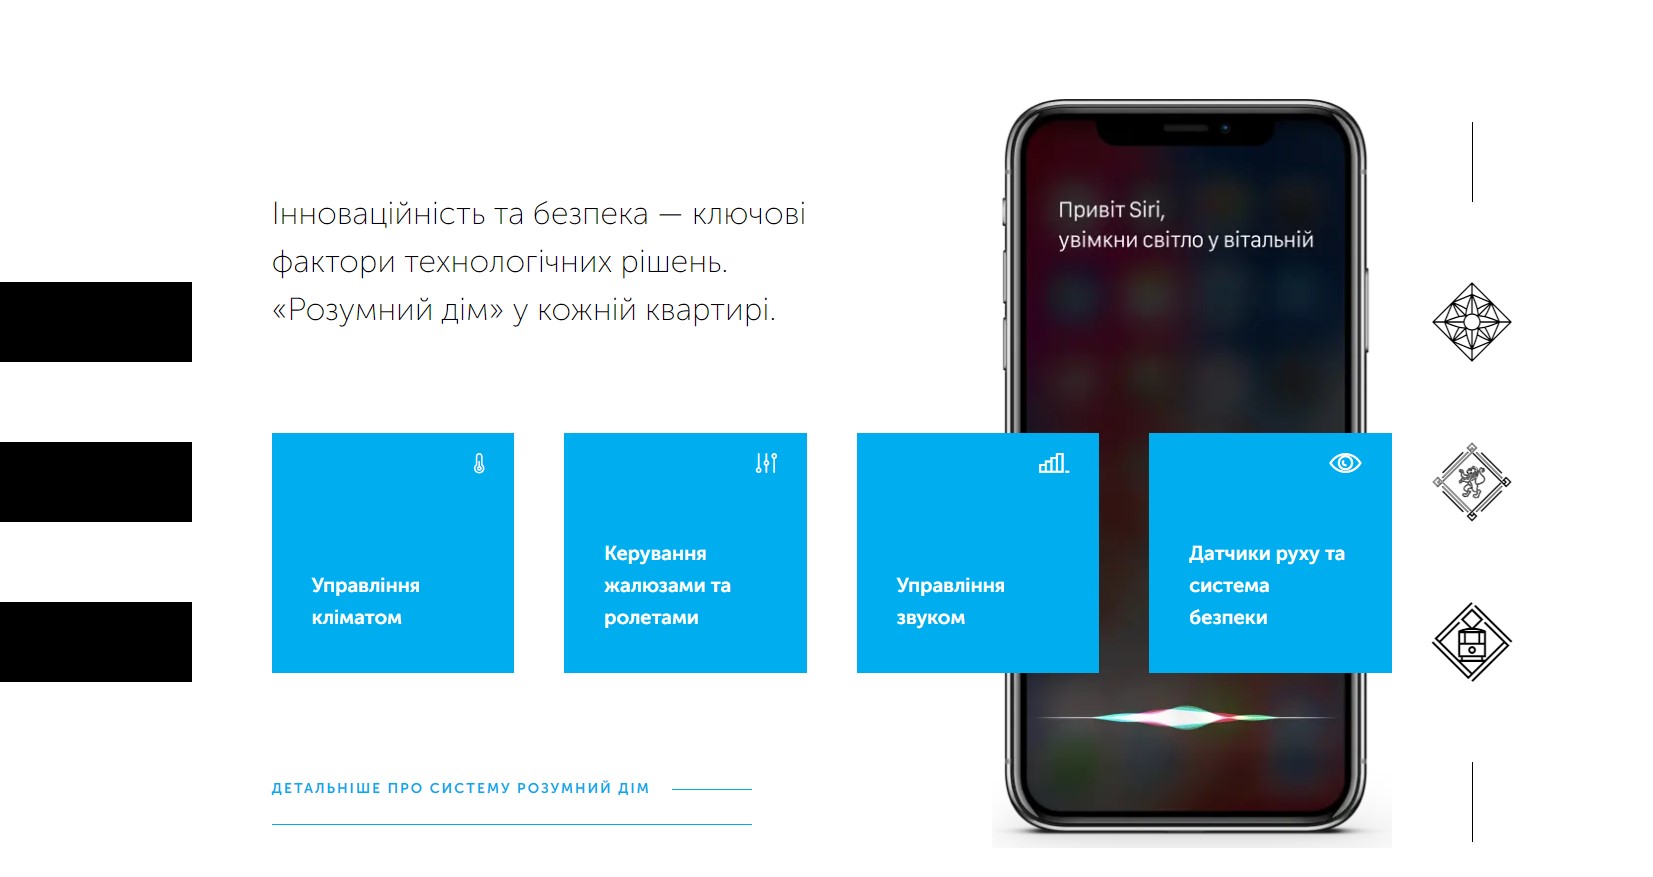 Інноваційність та безпека — ключові
фактори технологічних рішень.
«Розумний дім» у кожній квартирі.
Привіт Siri,
увімкни світло у вітальній
Управління
кліматом
Керування
жалюзами та
ролетами
Управління
звуком
Датчики руху та
система
безпеки
ДЕТАЛЬНІШЕ ПРО СИСТЕМУ РОЗУМНИЙ ДІМ